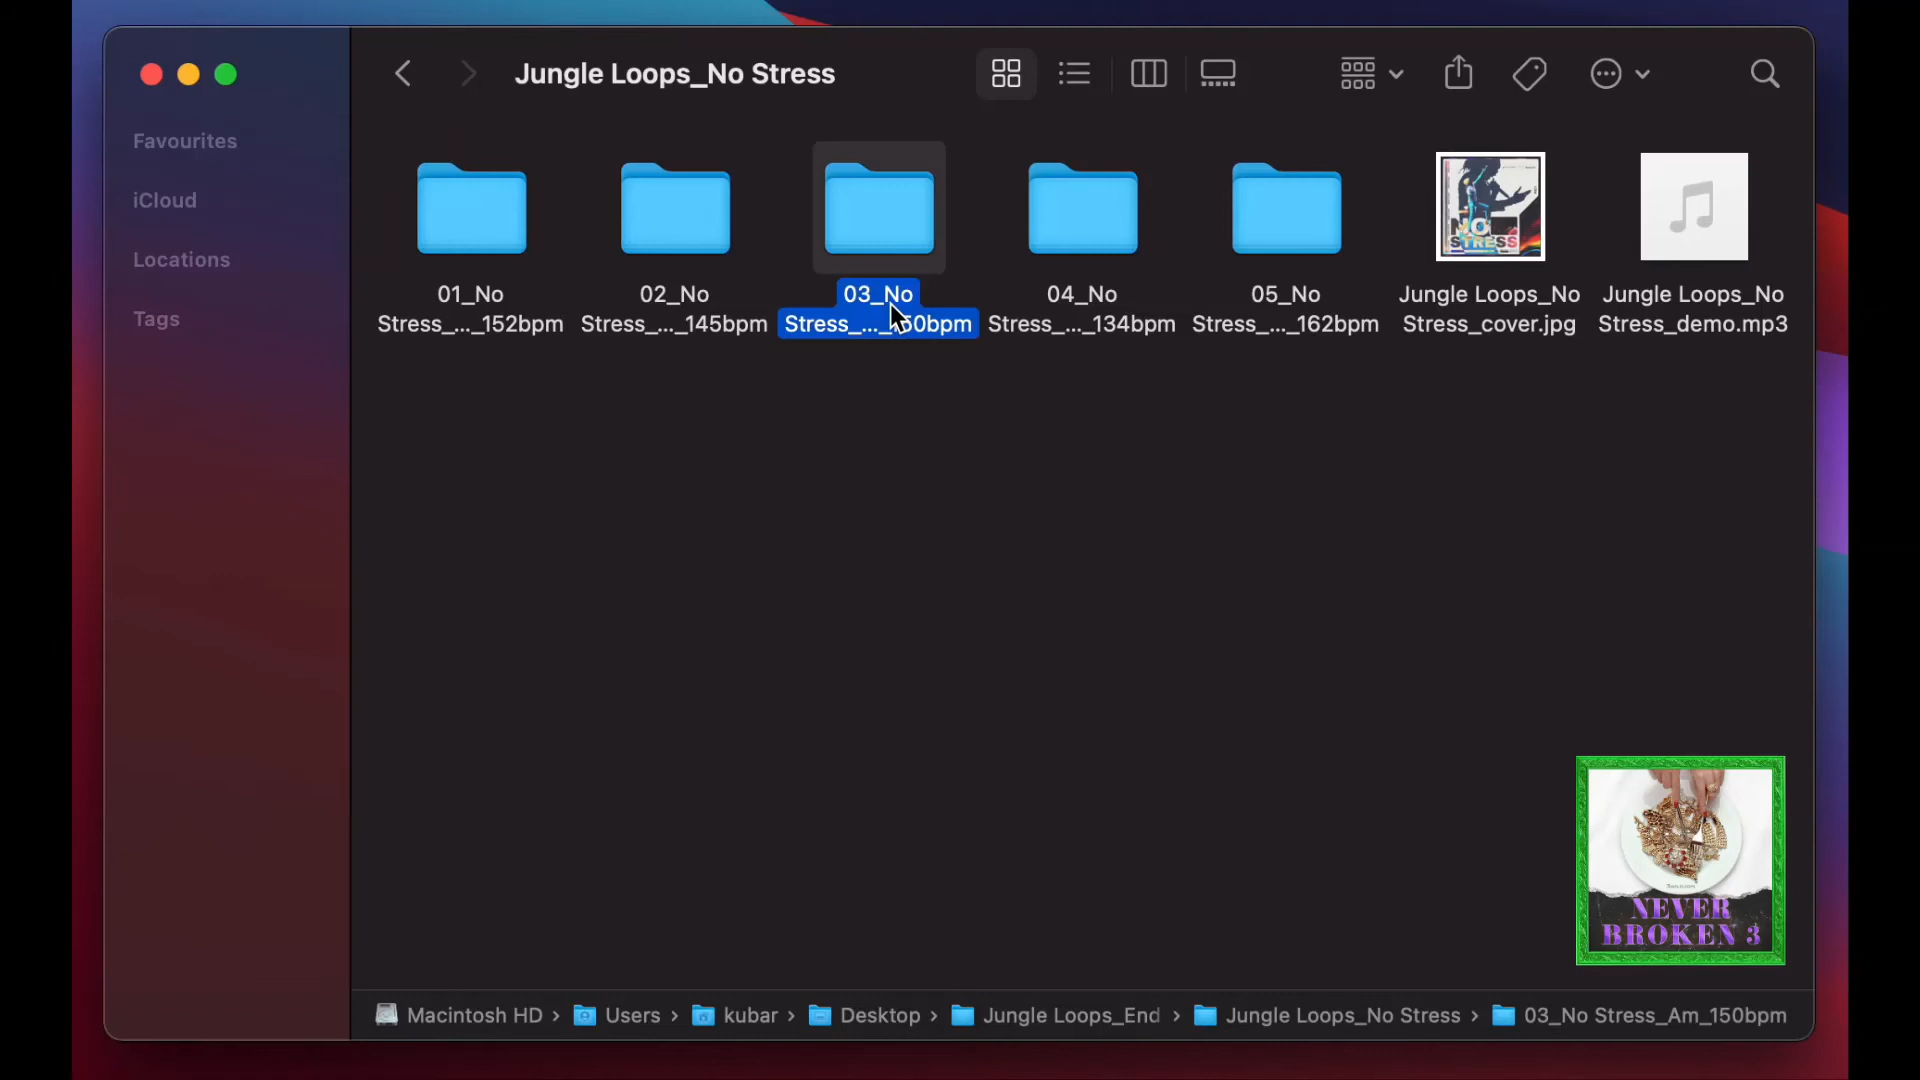 Jungle Loops_No Stress
Favourites
iCloud
Locations
Tags
01_No
Stress_..._152bpm
02_No
Stress_..._145bpm
03_No
Stress_..._50bpm
04_No
Stress_..._134bpm
05_No
Stress_..._162bpm
NO
STRESS
Jungle Loops_No
Stress_cover.jpg
Jungle Loops_No
Stress_demo.mp3
NEVER
BROKEN 3
Macintosh HD › Users › kubar › Desktop › Jungle Loops_End › Jungle Loops_No Stress › 03_No Stress_Am_150bpm